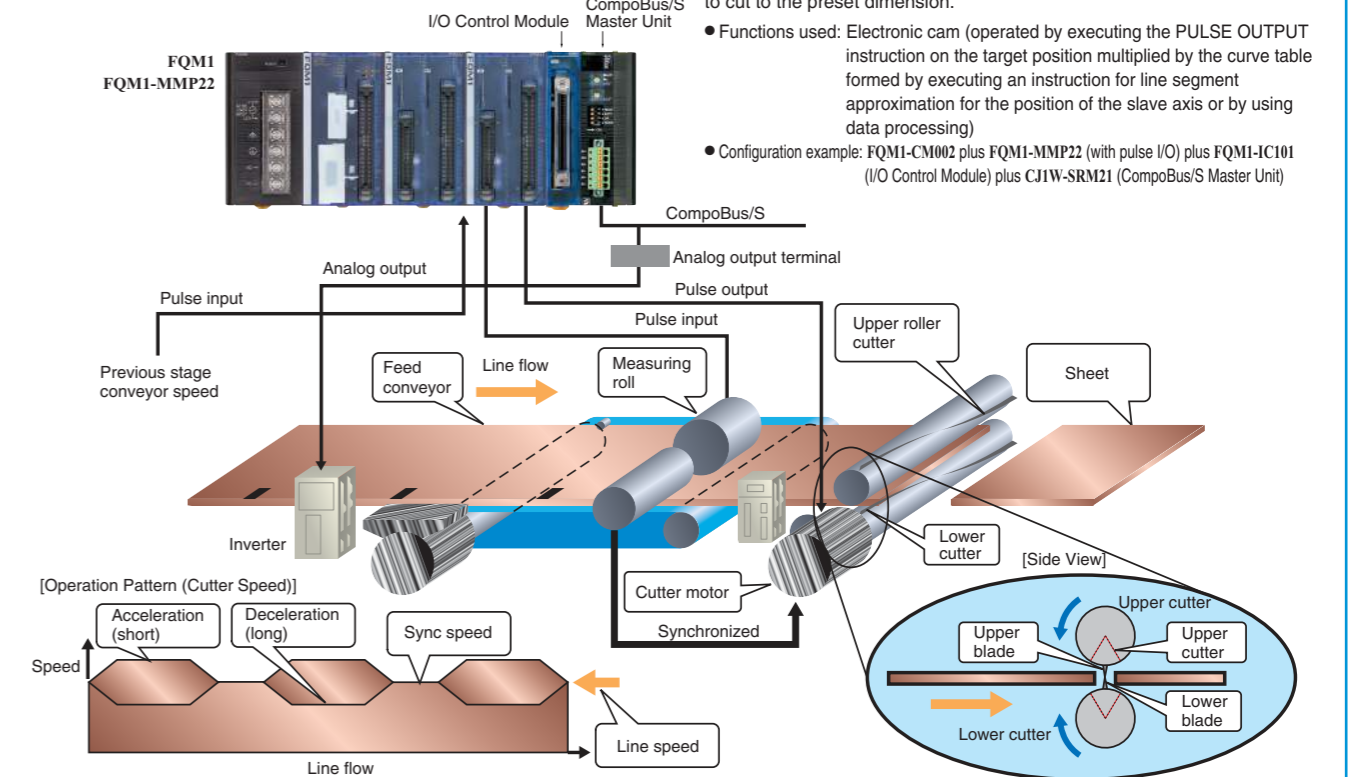 to cut to the preset dimension.
CompoBus/S
I/O Control Module
Master Unit
● Functions used: Electronic cam (operated by executing the PULSE OUTPUT
instruction on the target position multiplied by the curve table
formed by executing an instruction for line segment
approximation for the position of the slave axis or by using
data processing)
● Configuration example: FQM1-CM002 plus FQM1-MMP22 (with pulse I/O) plus FQM1-IC101
(I/O Control Module) plus CJ1W-SRM21 (CompoBus/S Master Unit)
FQM1
FQM1-MMP22
CompoBus/S
Analog output terminal
Analog output
Pulse output
Pulse input
Pulse input
Previous stage
conveyor speed
Feed
conveyor
Line flow
Measuring
roll
Upper roller
cutter
Sheet
Inverter
Lower
cutter
Cutter motor
Synchronized
[Operation Pattern (Cutter Speed)]
Acceleration
(short)
Deceleration
(long)
Sync speed
Speed
Line speed
Line flow
[Side View]
Upper cutter
Upper
blade
Upper
cutter
Lower
blade
Lower cutter